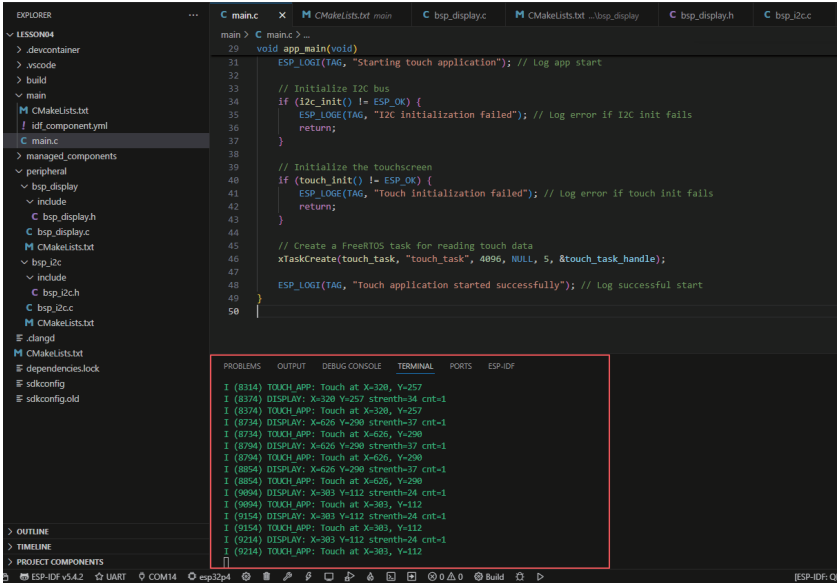 EXPLORER ...
LESSON04
.devcontainer
.vscode
build
main
CMakeLists.txt
idf_component.yml
main.c
managed_components
peripheral
bsp_display
include
bsp_display.h
bsp_display.c
CMakeLists.txt
bsp_i2c
include
bsp_i2c.h
bsp_i2c.c
CMakeLists.txt
.clangd
CMakeLists.txt
dependencies.lock
sdkconfig
sdkconfig.old
OUTLINE
TIMELINE
PROJECT COMPONENTS
C main.c × M CMakeLists.txt main C bsp_display.c M CMakeLists.txt ...\bsp_display C bsp_display.h C bsp_i2c.c
main > C main.c > ...
29 void app_main(void)
31 ESP_LOGI(TAG, "Starting touch application"); // Log app start
32
33 // Initialize I2C bus
34 if (i2c_init() != ESP_OK) {
35 ESP_LOGE(TAG, "I2C initialization failed"); // Log error if I2C init fails
36 return;
37 }
38
39 // Initialize the touchscreen
40 if (touch_init() != ESP_OK) {
41 ESP_LOGE(TAG, "Touch initialization failed"); // Log error if touch init fails
42 return;
43 }
44
45 // Create a FreeRTOS task for reading touch data
46 xTaskCreate(touch_task, "touch_task", 4096, NULL, 5, &touch_task_handle);
47
48 ESP_LOGI(TAG, "Touch application started successfully"); // Log successful start
49 }
50
PROBLEMS OUTPUT DEBUG CONSOLE TERMINAL PORTS ESP-IDF
I (8314) TOUCH_APP: Touch at X=320, Y=257
I (8374) DISPLAY: X=320 Y=257 strenth=34 cnt=1
I (8374) TOUCH_APP: Touch at X=320, Y=257
I (8734) DISPLAY: X=626 Y=290 strenth=37 cnt=1
I (8734) TOUCH_APP: Touch at X=626, Y=290
I (8794) DISPLAY: X=626 Y=290 strenth=37 cnt=1
I (8794) TOUCH_APP: Touch at X=626, Y=290
I (8854) DISPLAY: X=626 Y=290 strenth=37 cnt=1
I (8854) TOUCH_APP: Touch at X=626, Y=290
I (9094) DISPLAY: X=303 Y=112 strenth=24 cnt=1
I (9094) TOUCH_APP: Touch at X=303, Y=112
I (9154) DISPLAY: X=303 Y=112 strenth=24 cnt=1
I (9154) TOUCH_APP: Touch at X=303, Y=112
I (9214) DISPLAY: X=303 Y=112 strenth=24 cnt=1
I (9214) TOUCH_APP: Touch at X=303, Y=112
ESP-IDF v5.4.2 UART COM14 esp32p4 0 0 Build [ESP-IDF: Q